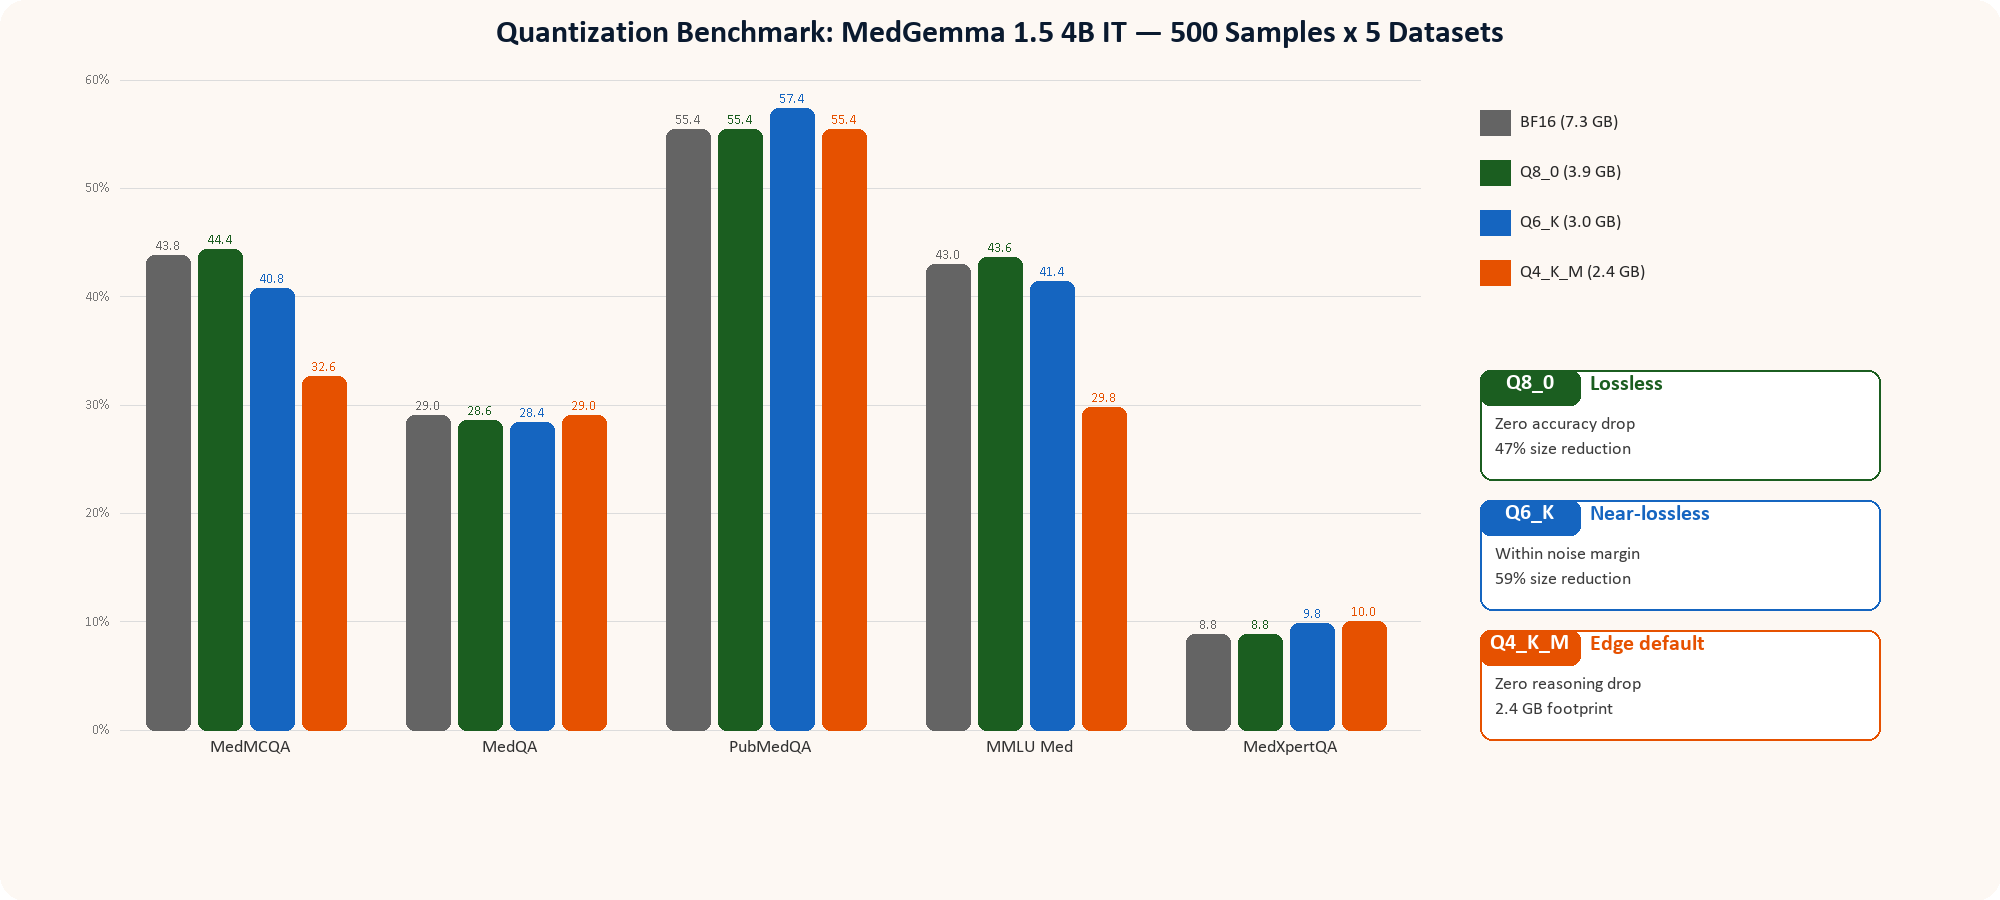 Quantization Benchmark: MedGemma 1.5 4B IT — 500 Samples x 5 Datasets
60%
50%
40%
30%
20%
10%
0%
43.8
44.4
40.8
32.6
29.0
28.6
28.4
29.0
55.4
55.4
57.4
55.4
43.0
43.6
41.4
29.8
8.8
8.8
9.8
10.0
MedMCQA
MedQA
PubMedQA
MMLU Med
MedXpertQA
BF16 (7.3 GB)
Q8_0 (3.9 GB)
Q6_K (3.0 GB)
Q4_K_M (2.4 GB)
Q8_0 Lossless
Zero accuracy drop
47% size reduction
Q6_K Near-lossless
Within noise margin
59% size reduction
Q4_K_M Edge default
Zero reasoning drop
2.4 GB footprint